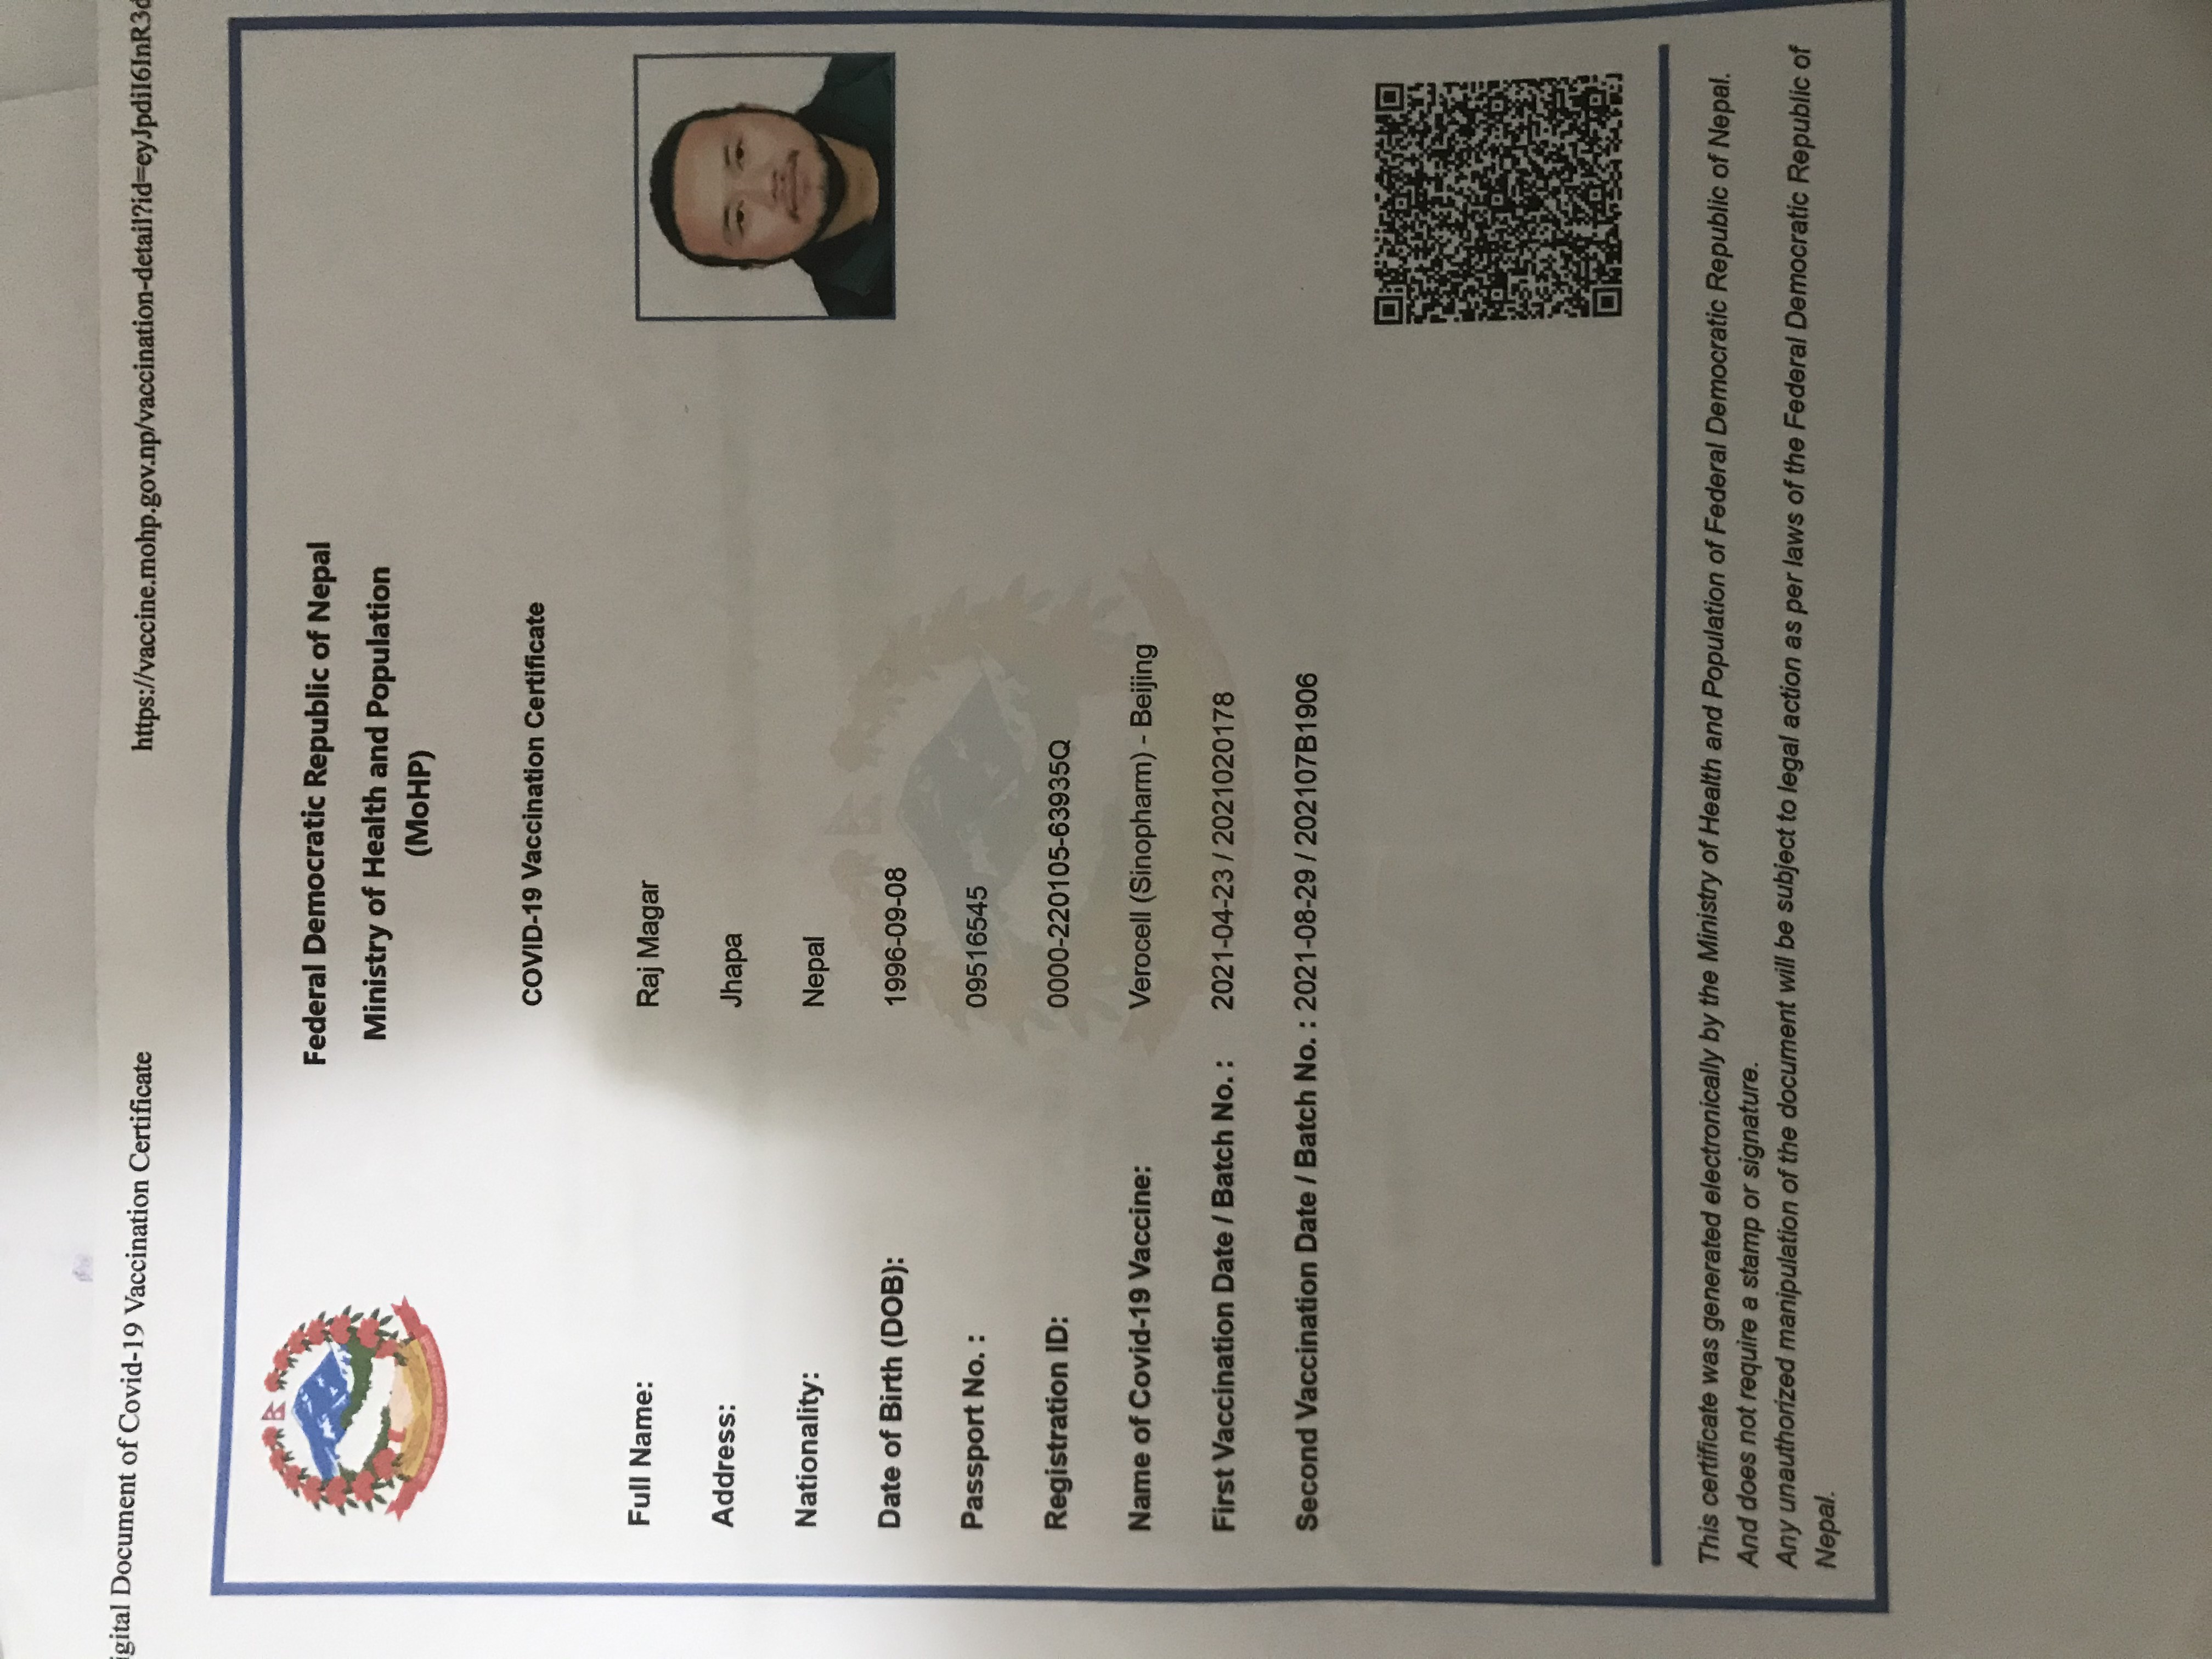 igital Document of Covid-19 Vaccination Certificate
https://vaccine.mohp.gov.np/vaccination-detail?id=eyJpdiI6InR3d
Federal Democratic Republic of Nepal
Ministry of Health and Population
(MoHP)
COVID-19 Vaccination Certificate
Full Name: Raj Magar
Address: Jhapa
Nationality: Nepal
Date of Birth (DOB): 1996-09-08
Passport No. : 09516545
Registration ID: 0000-220105-63935Q
Name of Covid-19 Vaccine: Verocell (Sinopharm) - Beijing
First Vaccination Date / Batch No. : 2021-04-23 / 2021020178
Second Vaccination Date / Batch No. : 2021-08-29 / 202107B1906
This certificate was generated electronically by the Ministry of Health and Population of Federal Democratic Republic of Nepal.
And does not require a stamp or signature.
Any unauthorized manipulation of the document will be subject to legal action as per laws of the Federal Democratic Republic of
Nepal.